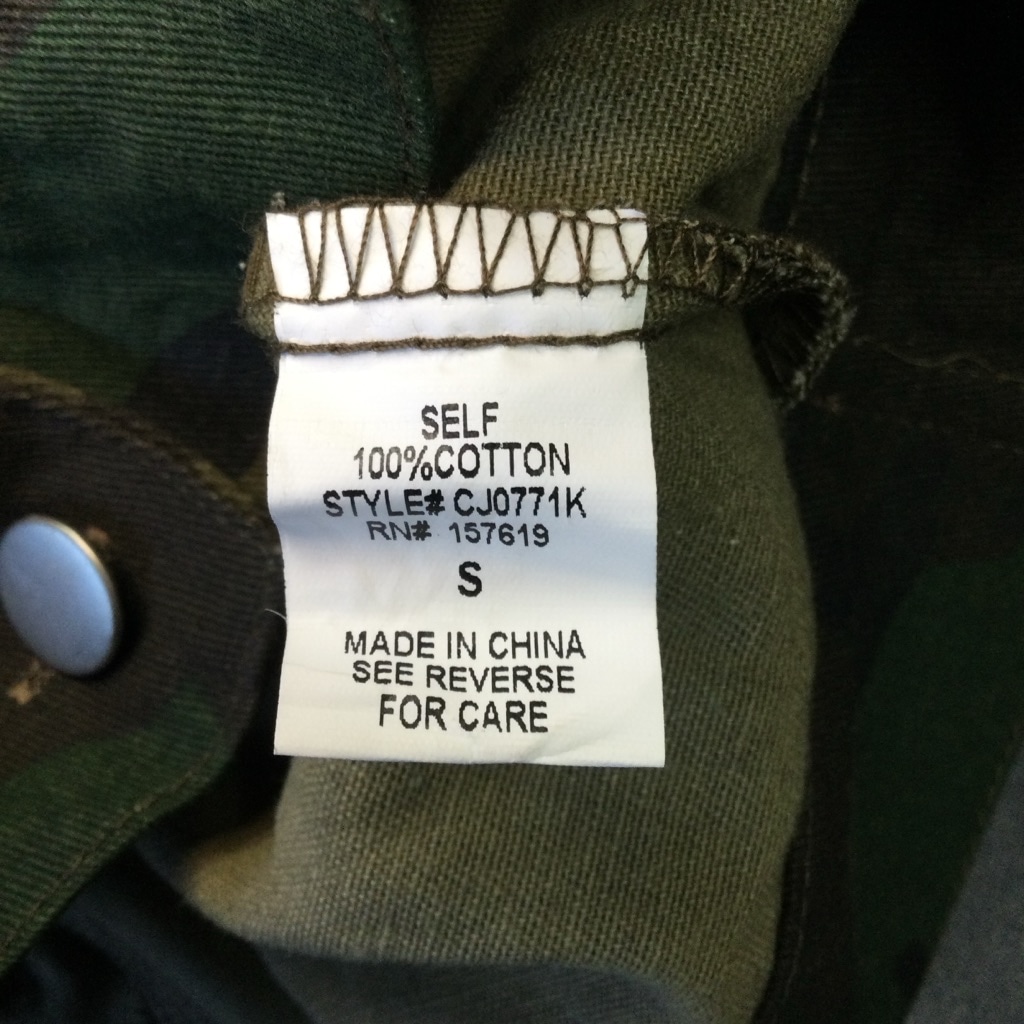 SELF
100%COTTON
STYLE# CJ0771K
RN# 157619
S
MADE IN CHINA
SEE REVERSE
FOR CARE